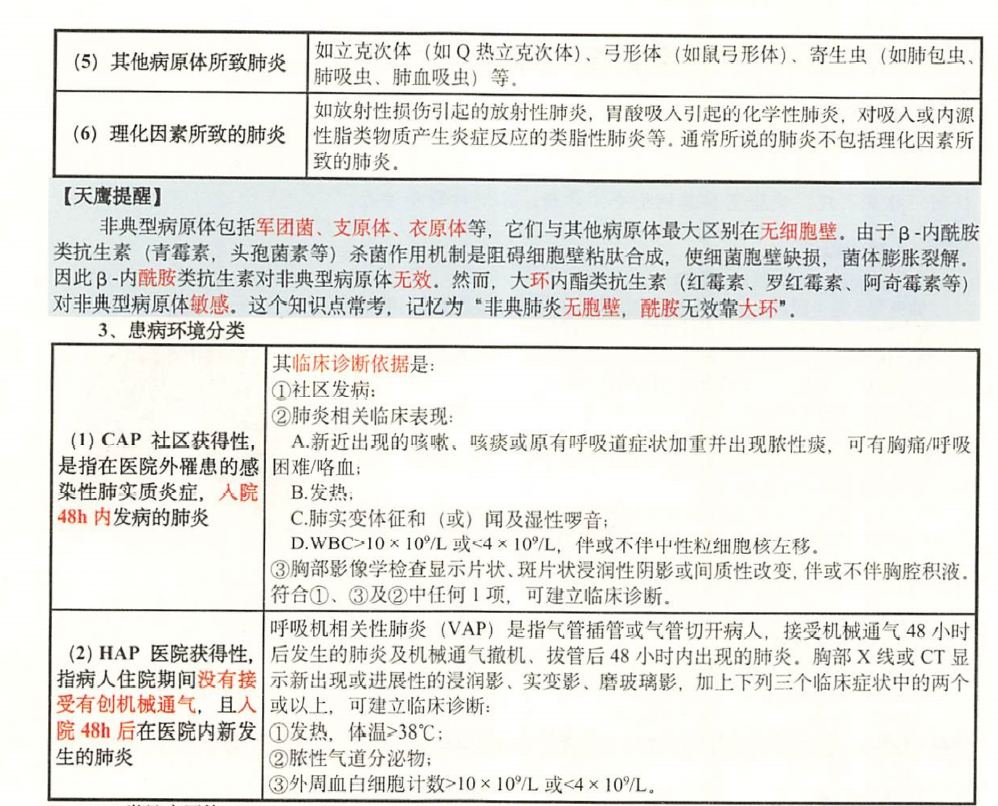 (5) 其他病原体所致肺炎
如立克次体（如Q热立克次体）、弓形体（如鼠弓形体）、寄生虫（如肺包虫、
肺吸虫、肺血吸虫）等。
(6) 理化因素所致的肺炎
如放射性损伤引起的放射性肺炎，胃酸吸入引起的化学性肺炎，对吸入或内源
性脂类物质产生炎症反应的类脂性肺炎等。通常所说的肺炎不包括理化因素所
致的肺炎。
【天鹰提醒】
非典型病原体包括军团菌、支原体、衣原体等，它们与其他病原体最大区别在无细胞壁。由于β-内酰胺
类抗生素（青霉素，头孢菌素等）杀菌作用机制是阻碍细胞壁粘肽合成，使细菌胞壁缺损，菌体膨胀裂解。
因此β-内酰胺类抗生素对非典型病原体无效。然而，大环内酯类抗生素（红霉素、罗红霉素、阿奇霉素等）
对非典型病原体敏感。这个知识点常考，记忆为“非典肺炎无胞壁，酰胺无效靠大环”。
3、患病环境分类
(1) CAP 社区获得性，
是指在医院外罹患的感
染性肺实质炎症，入院
48h 内发病的肺炎
其临床诊断依据是：
①社区发病；
②肺炎相关临床表现：
A.新近出现的咳嗽、咳痰或原有呼吸道症状加重并出现脓性痰，可有胸痛/呼吸
困难/咯血；
B.发热；
C.肺实变体征和（或）闻及湿性啰音；
D.WBC>10×10⁹/L 或<4×10⁹/L，伴或不伴中性粒细胞核左移。
③胸部影像学检查显示片状、斑片状浸润性阴影或间质性改变，伴或不伴胸腔积液。
符合①、③及②中任何 1 项，可建立临床诊断。
(2) HAP 医院获得性，
指病人住院期间没有接
受有创机械通气，且入
院 48h 后在医院内新发
生的肺炎
呼吸机相关性肺炎（VAP）是指气管插管或气管切开病人，接受机械通气 48 小时
后发生的肺炎及机械通气撤机、拔管后 48 小时内出现的肺炎。胸部 X 线或 CT 显
示新出现或进展性的浸润影、实变影、磨玻璃影，加上下列三个临床症状中的两个
或以上，可建立临床诊断：
①发热，体温>38℃；
②脓性气道分泌物；
③外周血白细胞计数>10×10⁹/L 或<4×10⁹/L。